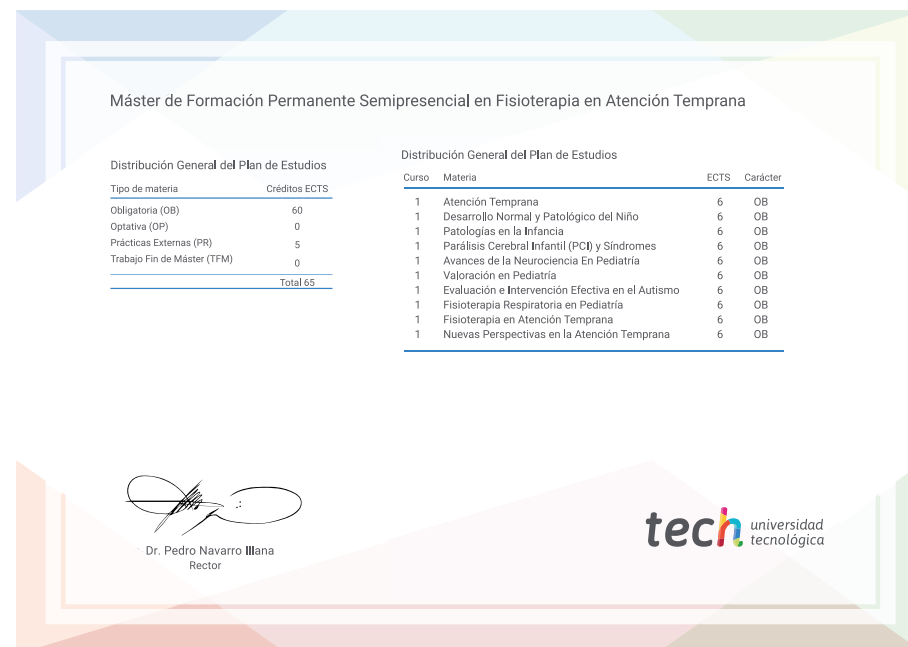 Máster de Formación Permanente Semipresencial en Fisioterapia en Atención Temprana
Distribución General del Plan de Estudios
Tipo de materia Créditos ECTS
Obligatoria (OB) 60
Optativa (OP) 0
Prácticas Externas (PR) 5
Trabajo Fin de Máster (TFM) 0
Total 65
Distribución General del Plan de Estudios
Curso Materia ECTS Carácter
1 Atención Temprana 6 OB
1 Desarrollo Normal y Patológico del Niño 6 OB
1 Patologías en la Infancia 6 OB
1 Parálisis Cerebral Infantil (PCI) y Síndromes 6 OB
1 Avances de la Neurociencia En Pediatría 6 OB
1 Valoración en Pediatría 6 OB
1 Evaluación e Intervención Efectiva en el Autismo 6 OB
1 Fisioterapia Respiratoria en Pediatría 6 OB
1 Fisioterapia en Atención Temprana 6 OB
1 Nuevas Perspectivas en la Atención Temprana 6 OB
Dr. Pedro Navarro Illana
Rector
tech universidad
tecnológica